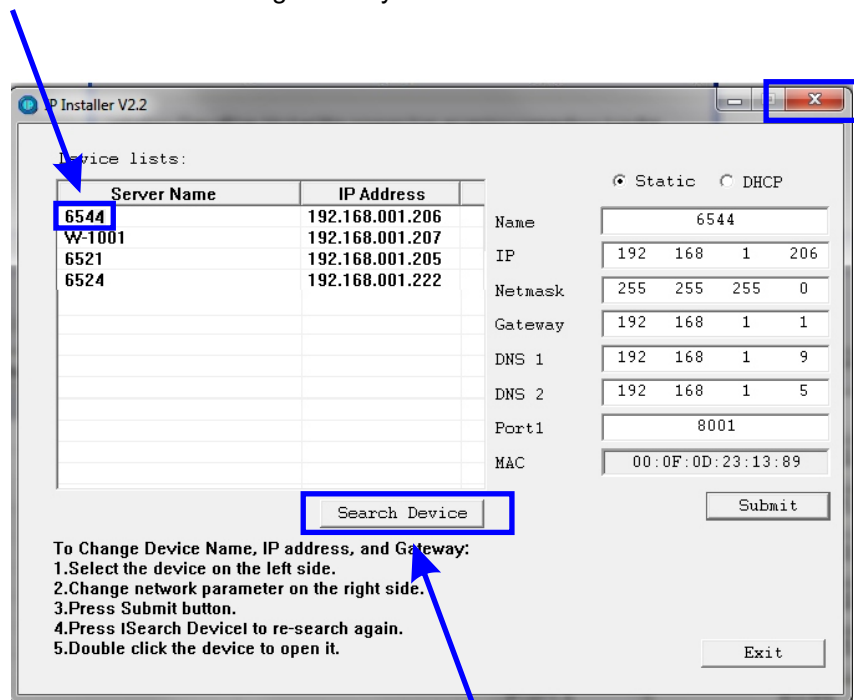 IP Installer V2.2
Device lists:
Static DHCP
Server Name IP Address
6544 192.168.001.206
W-1001 192.168.001.207
6521 192.168.001.205
6524 192.168.001.222
Name 6544
IP 192 168 1 206
Netmask 255 255 255 0
Gateway 192 168 1 1
DNS 1 192 168 1 9
DNS 2 192 168 1 5
Port1 8001
MAC 00:0F:0D:23:13:89
Search Device
Submit
To Change Device Name, IP address, and Gateway:
1.Select the device on the left side.
2.Change network parameter on the right side.
3.Press Submit button.
4.Press |Search Device| to re-search again.
5.Double click the device to open it.
Exit